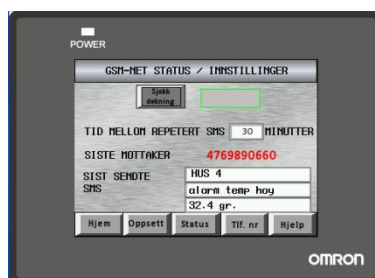 POWER
GSM-NET STATUS / INNSTILLINGER
Sjekk
dekning
TID MELLOM REPETERT SMS 30 MINUTTER
SISTE MOTTAKER 4769890660
SIST SENDTE SMS
HUS 4
alarm temp hoy
32.4 gr.
Hjem Oppsett Status Tlf. nr Hjelp
OMRON